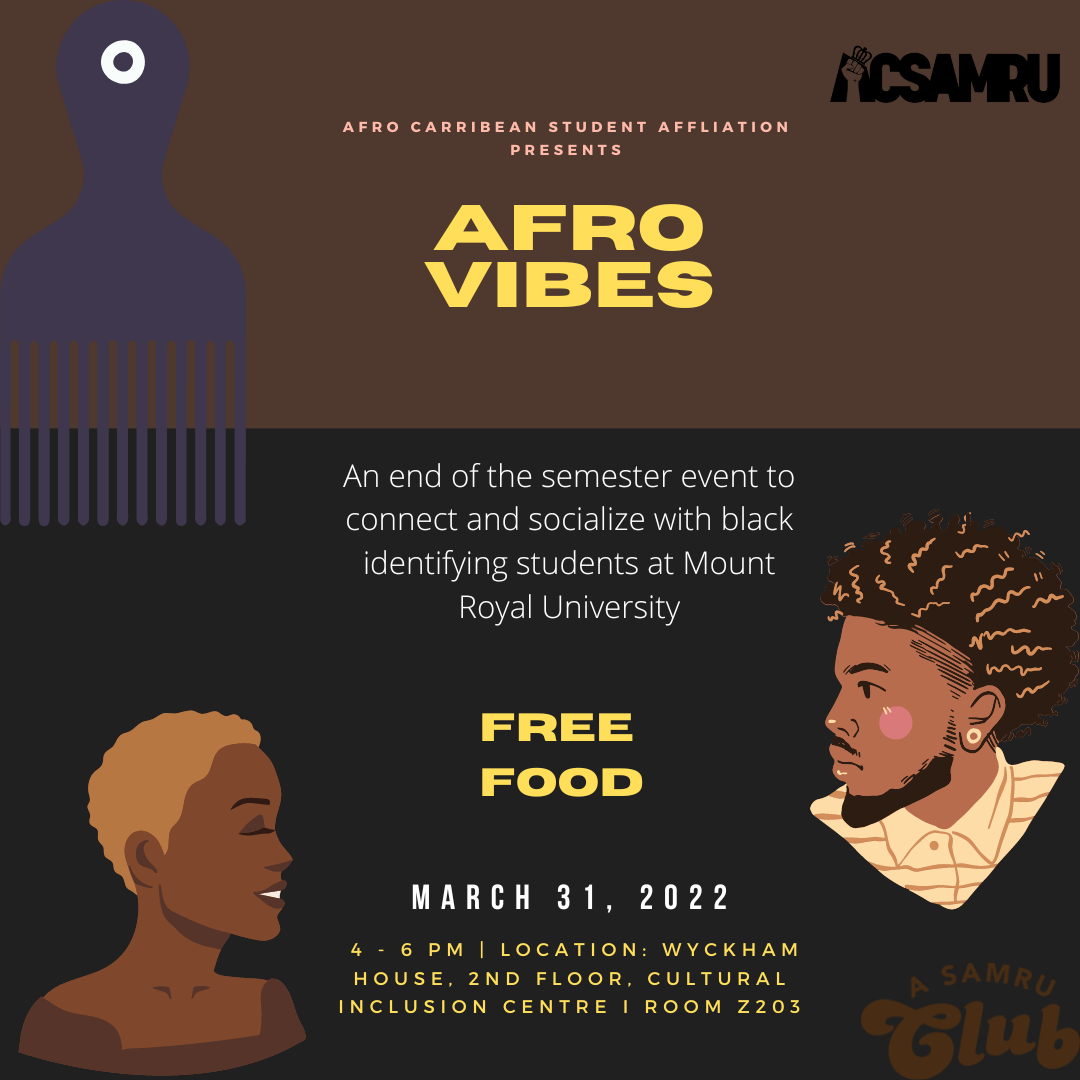 ACSAMRU
AFRO CARRIBEAN STUDENT AFFLIATION
PRESENTS
AFRO
VIBES
An end of the semester event to
connect and socialize with black
identifying students at Mount
Royal University
FREE
FOOD
MARCH 31, 2022
4 - 6 PM | LOCATION: WYCKHAM
HOUSE, 2ND FLOOR, CULTURAL
INCLUSION CENTRE I ROOM Z203
A SAMRU
Club